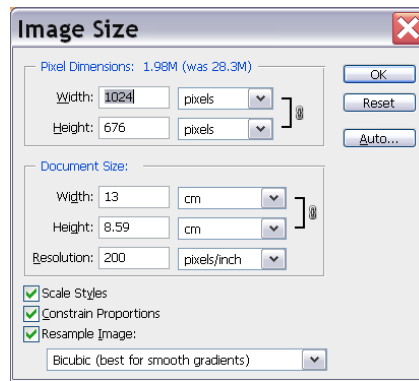 Image Size
Pixel Dimensions: 1.98M (was 28.3M)
OK
Width: 1024 pixels
Reset
Height: 676 pixels
Auto...
Document Size:
Width: 13 cm
Height: 8.59 cm
Resolution: 200 pixels/inch
Scale Styles
Constrain Proportions
Resample Image:
Bicubic (best for smooth gradients)